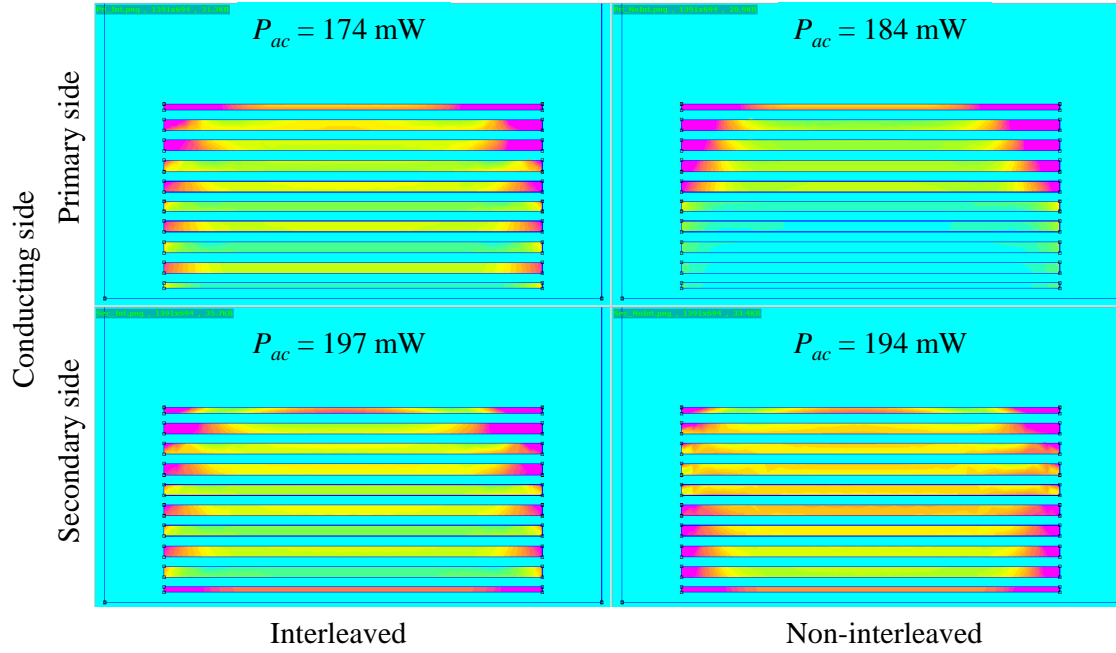 P_ac = 174 mW
P_ac = 184 mW
Primary side
Conducting side
P_ac = 197 mW
P_ac = 194 mW
Secondary side
Interleaved
Non-interleaved